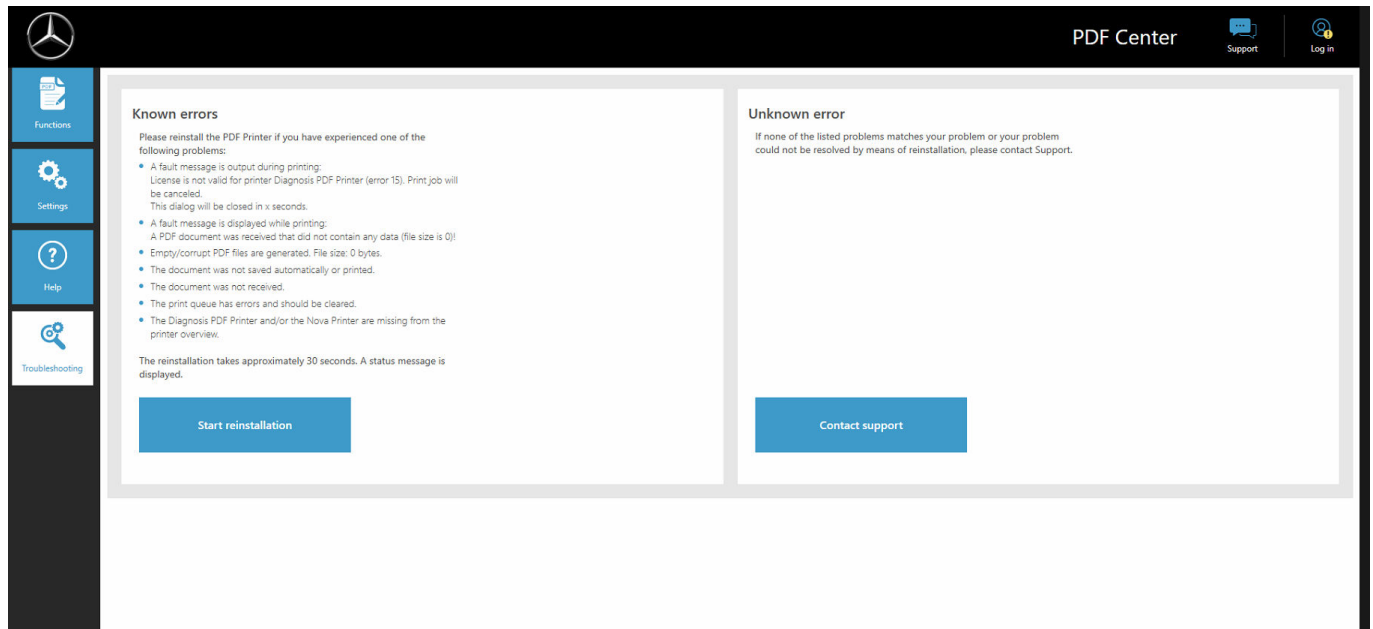 PDF Center
Support
Log in
PDF
Functions
Settings
?
Help
Troubleshooting
Known errors
Please reinstall the PDF Printer if you have experienced one of the
following problems:
• A fault message is output during printing:
License is not valid for printer Diagnosis PDF Printer (error 15). Print job will
be canceled.
This dialog will be closed in x seconds.
• A fault message is displayed while printing:
A PDF document was received that did not contain any data (file size is 0)!
• Empty/corrupt PDF files are generated. File size: 0 bytes.
• The document was not saved automatically or printed.
• The document was not received.
• The print queue has errors and should be cleared.
• The Diagnosis PDF Printer and/or the Nova Printer are missing from the
printer overview.
The reinstallation takes approximately 30 seconds. A status message is
displayed.
Start reinstallation
Unknown error
If none of the listed problems matches your problem or your problem
could not be resolved by means of reinstallation, please contact Support.
Contact support